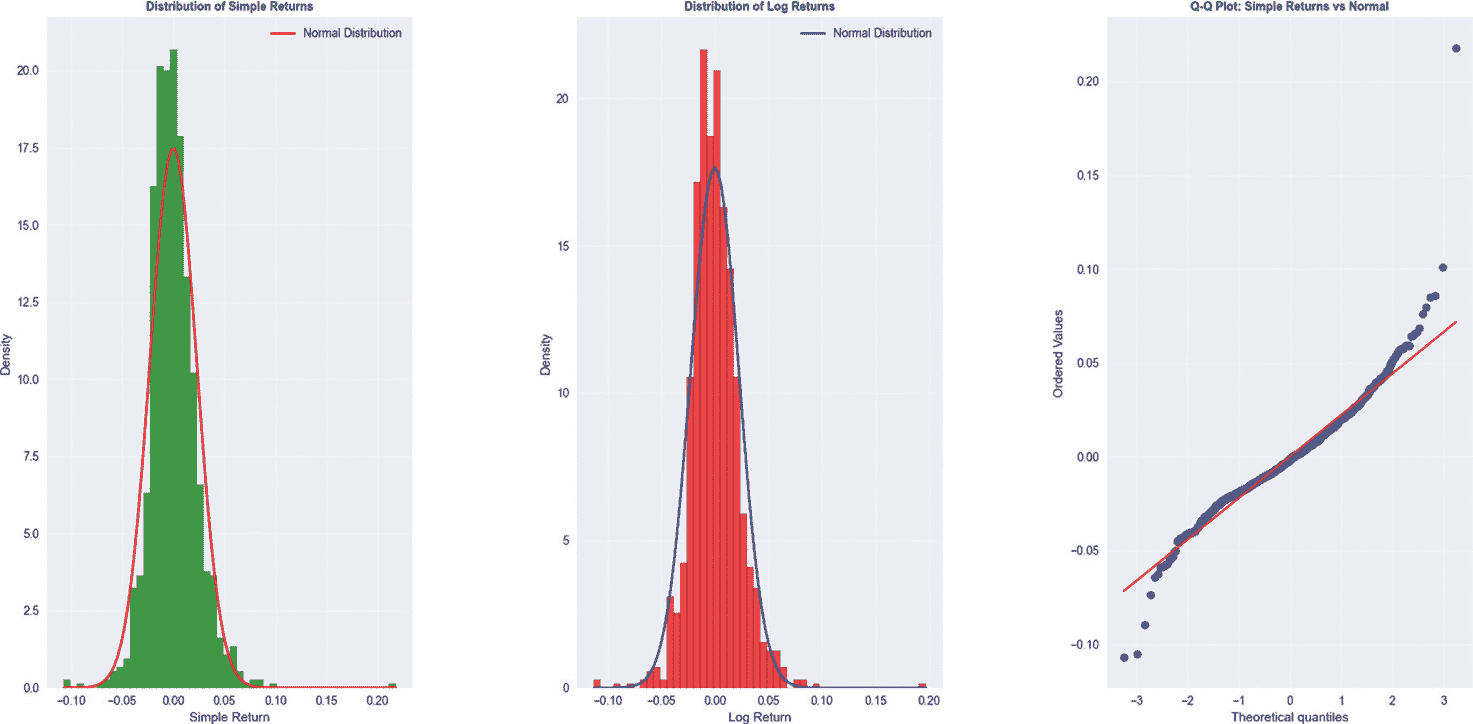 Distribution of Simple Returns
Normal Distribution
20.0
17.5
15.0
12.5
10.0
7.5
5.0
2.5
0.0
Density
−0.10 −0.05 0.00 0.05 0.10 0.15 0.20
Simple Return
Distribution of Log Returns
Normal Distribution
20
15
10
5
0
Density
−0.10 −0.05 0.00 0.05 0.10 0.15 0.20
Log Return
Q-Q Plot: Simple Returns vs Normal
0.20
0.15
0.10
0.05
0.00
−0.05
−0.10
Ordered Values
−3 −2 −1 0 1 2 3
Theoretical quantiles